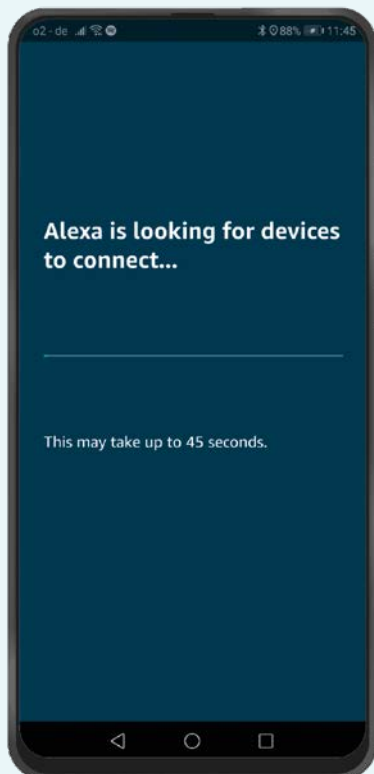 o2-de 88% 11:45
Alexa is looking for devices
to connect...
This may take up to 45 seconds.